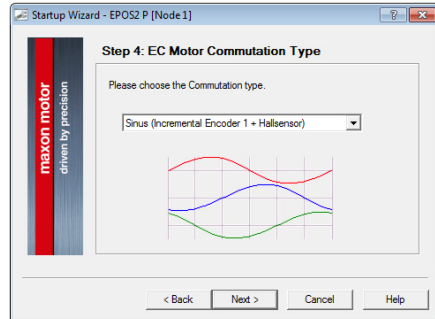 Startup Wizard - EPOS2 P [Node 1]
Step 4: EC Motor Commutation Type
maxon motor
driven by precision
Please choose the Commutation type.
Sinus (Incremental Encoder 1 + Hallsensor)
< Back
Next >
Cancel
Help